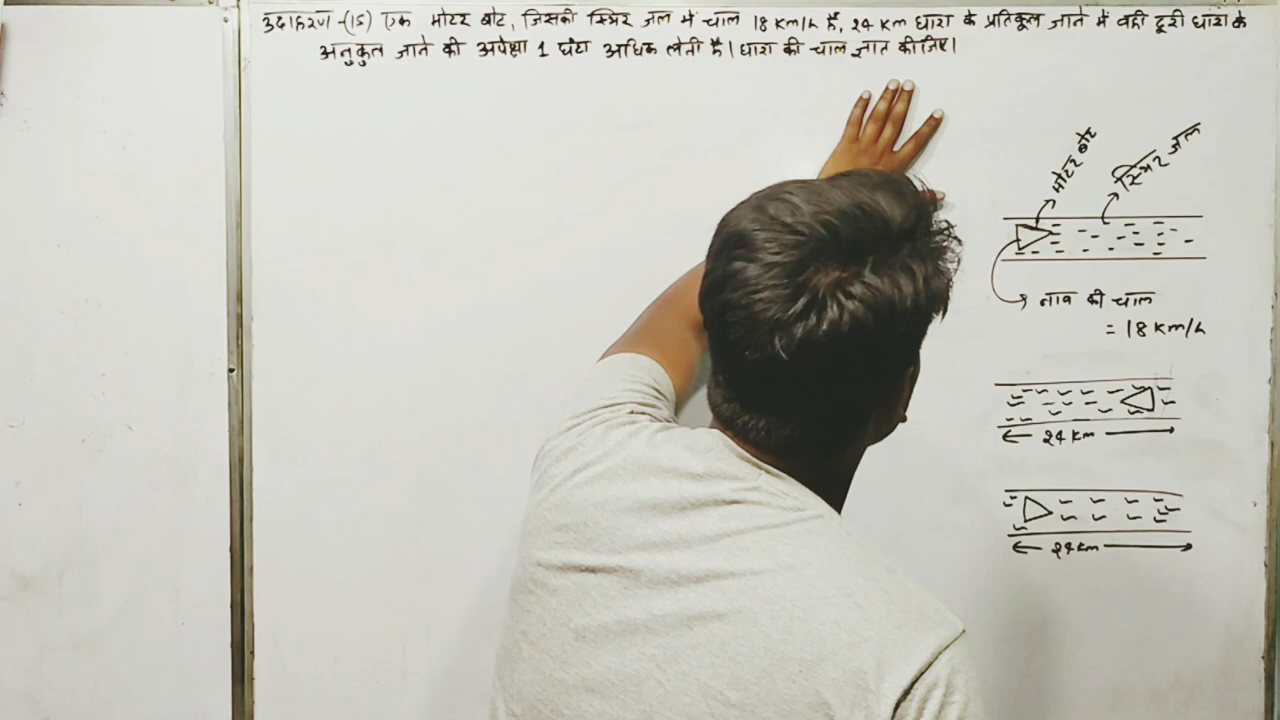 उदाहरण-(15) एक मोटर बोट, जिसकी स्थिर जल में चाल 18 Km/h है, 24 Km धारा के प्रतिकूल जाने में वही दूरी धारा के
अनुकुल जाने की अपेक्षा 1 घंटा अधिक लेती है। धारा की चाल ज्ञात कीजिए।
मोटर बोट
स्थिर जल
नाव की चाल
= 18 Km/h
24 Km
24 Km